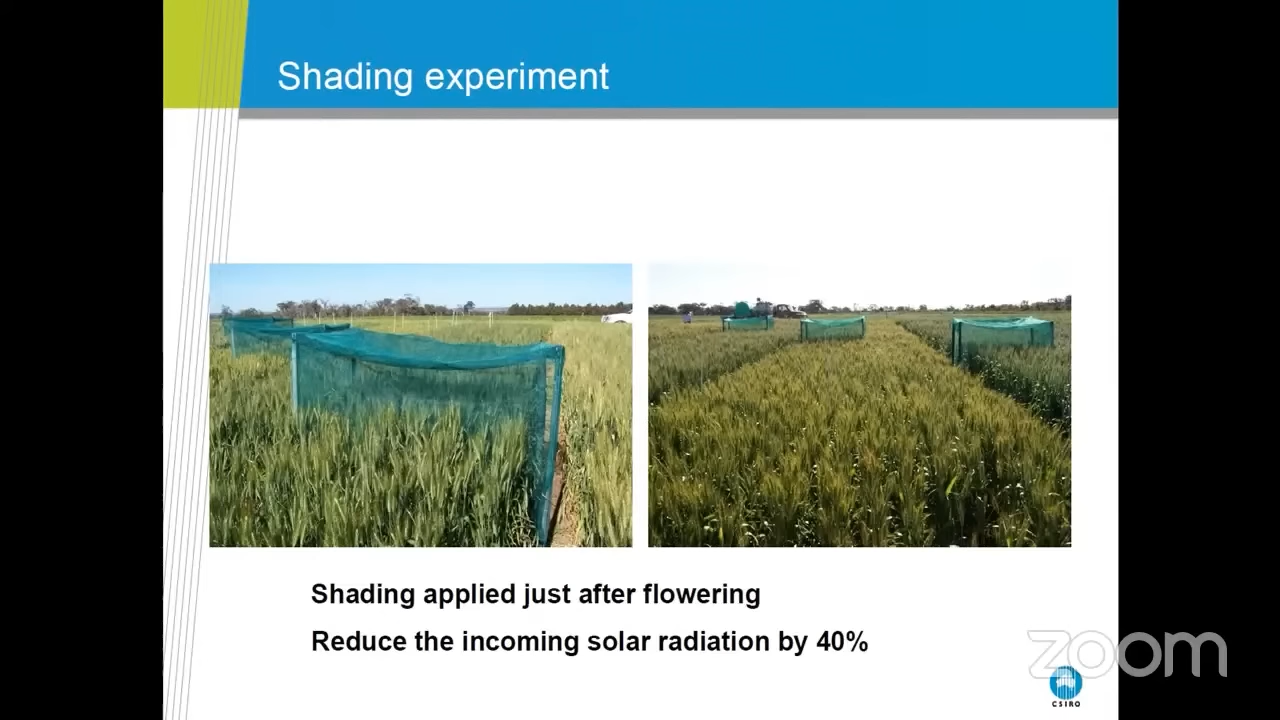 Shading experiment
Shading applied just after flowering
Reduce the incoming solar radiation by 40%
zoom
CSIRO